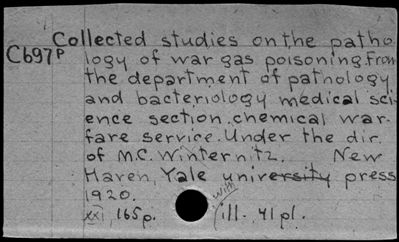 Collected studies on the patho
C697P logy of war gas poisoning from
the department of pathology
and bacteriology medical sci-
ence section chemical war-
fare service. Under the dir.
of M.C. Winternitz. New
Haven, Yale university press
1920.
with
xxi, 165p. ill. 41 pl.